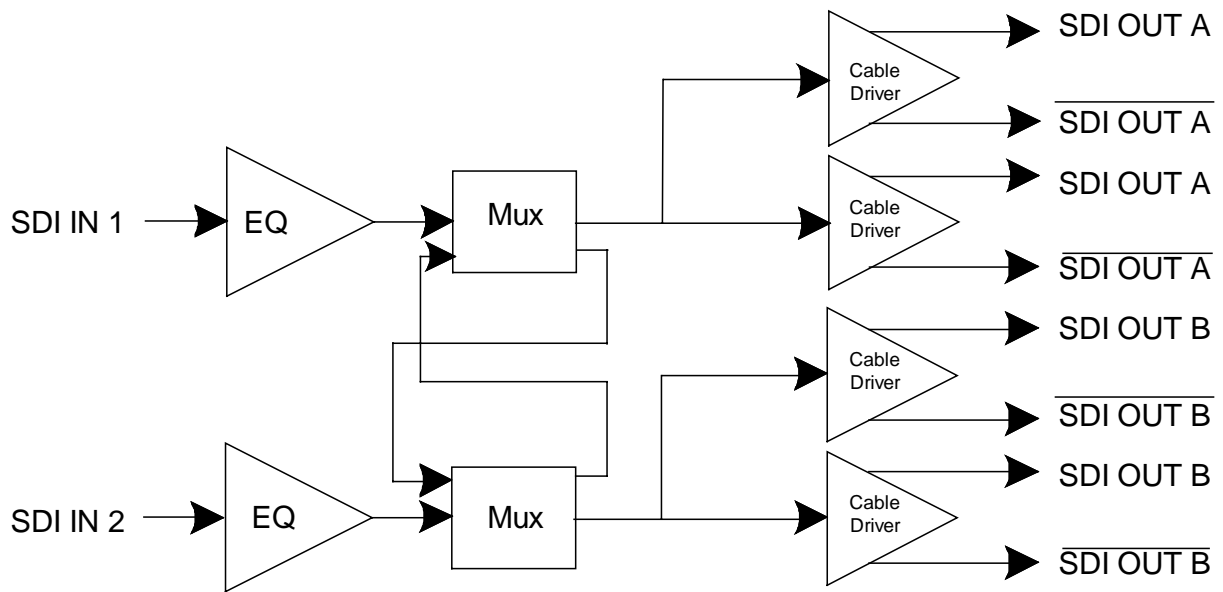 SDI OUT A
Cable
Driver
SDI OUT A
SDI OUT A
SDI IN 1
EQ
Mux
Cable
Driver
SDI OUT A
SDI OUT B
Cable
Driver
SDI OUT B
SDI OUT B
SDI IN 2
EQ
Mux
Cable
Driver
SDI OUT B